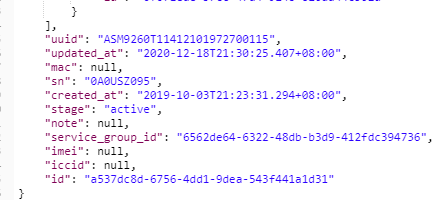 }
],
"uuid": "ASM9260T11412101972700115",
"updated_at": "2020-12-18T21:30:25.407+08:00",
"mac": null,
"sn": "0A0USZ095",
"created_at": "2019-10-03T21:23:31.294+08:00",
"stage": "active",
"note": null,
"service_group_id": "6562de64-6322-48db-b3d9-412fdc394736",
"imei": null,
"iccid": null,
"id": "a537dc8d-6756-4dd1-9dea-543f441a1d31"
}